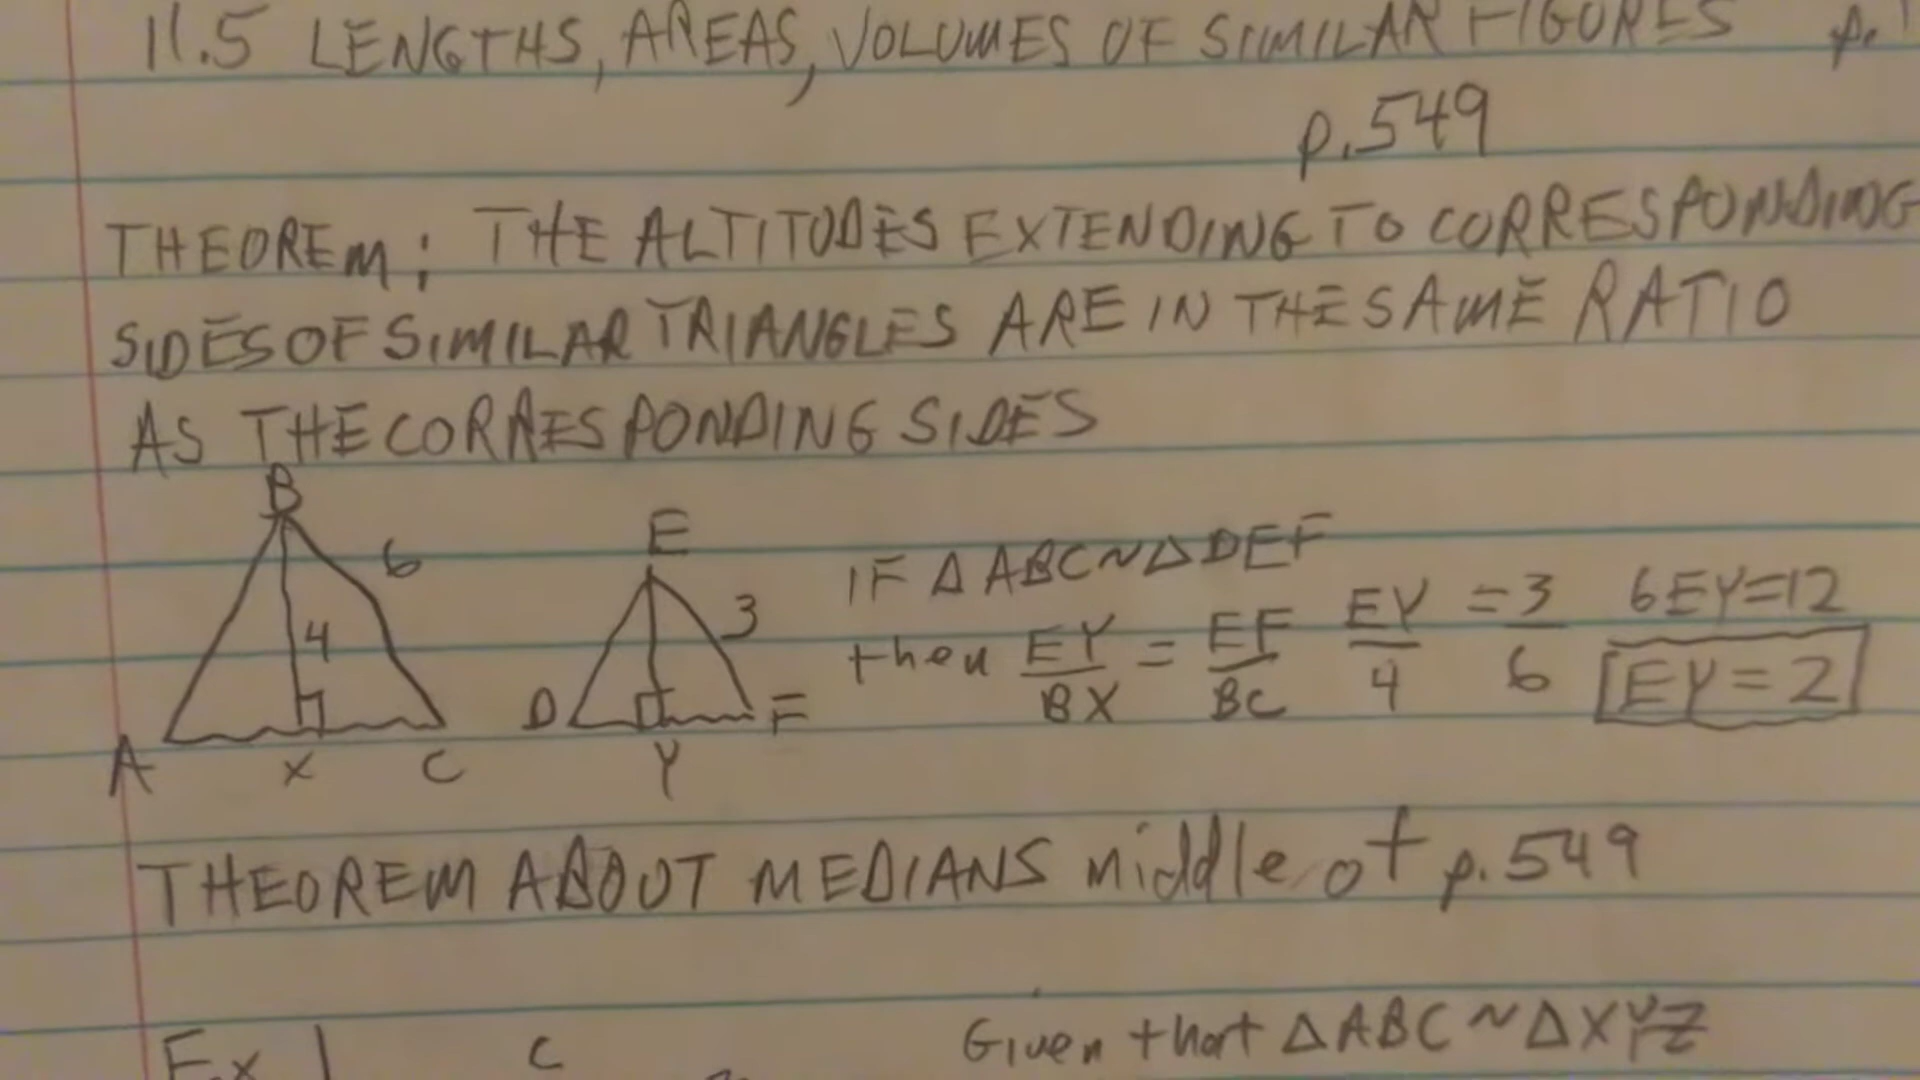 11.5 LENGTHS, AREAS, VOLUMES OF SIMILAR FIGURES p.
p.549
THEOREM: THE ALTITUDES EXTENDING TO CORRESPONDING
SIDES OF SIMILAR TRIANGLES ARE IN THE SAME RATIO
AS THE CORRESPONDING SIDES
B
6
4
A X C
E
3
D F
Y
IF Δ ABC ~ Δ DEF
then EY/BX = EF/BC EY/4 = 3/6 6EY=12
EY = 2
THEOREM ABOUT MEDIANS middle of p.549
Ex 1 C Given that ΔABC ~ ΔXYZ